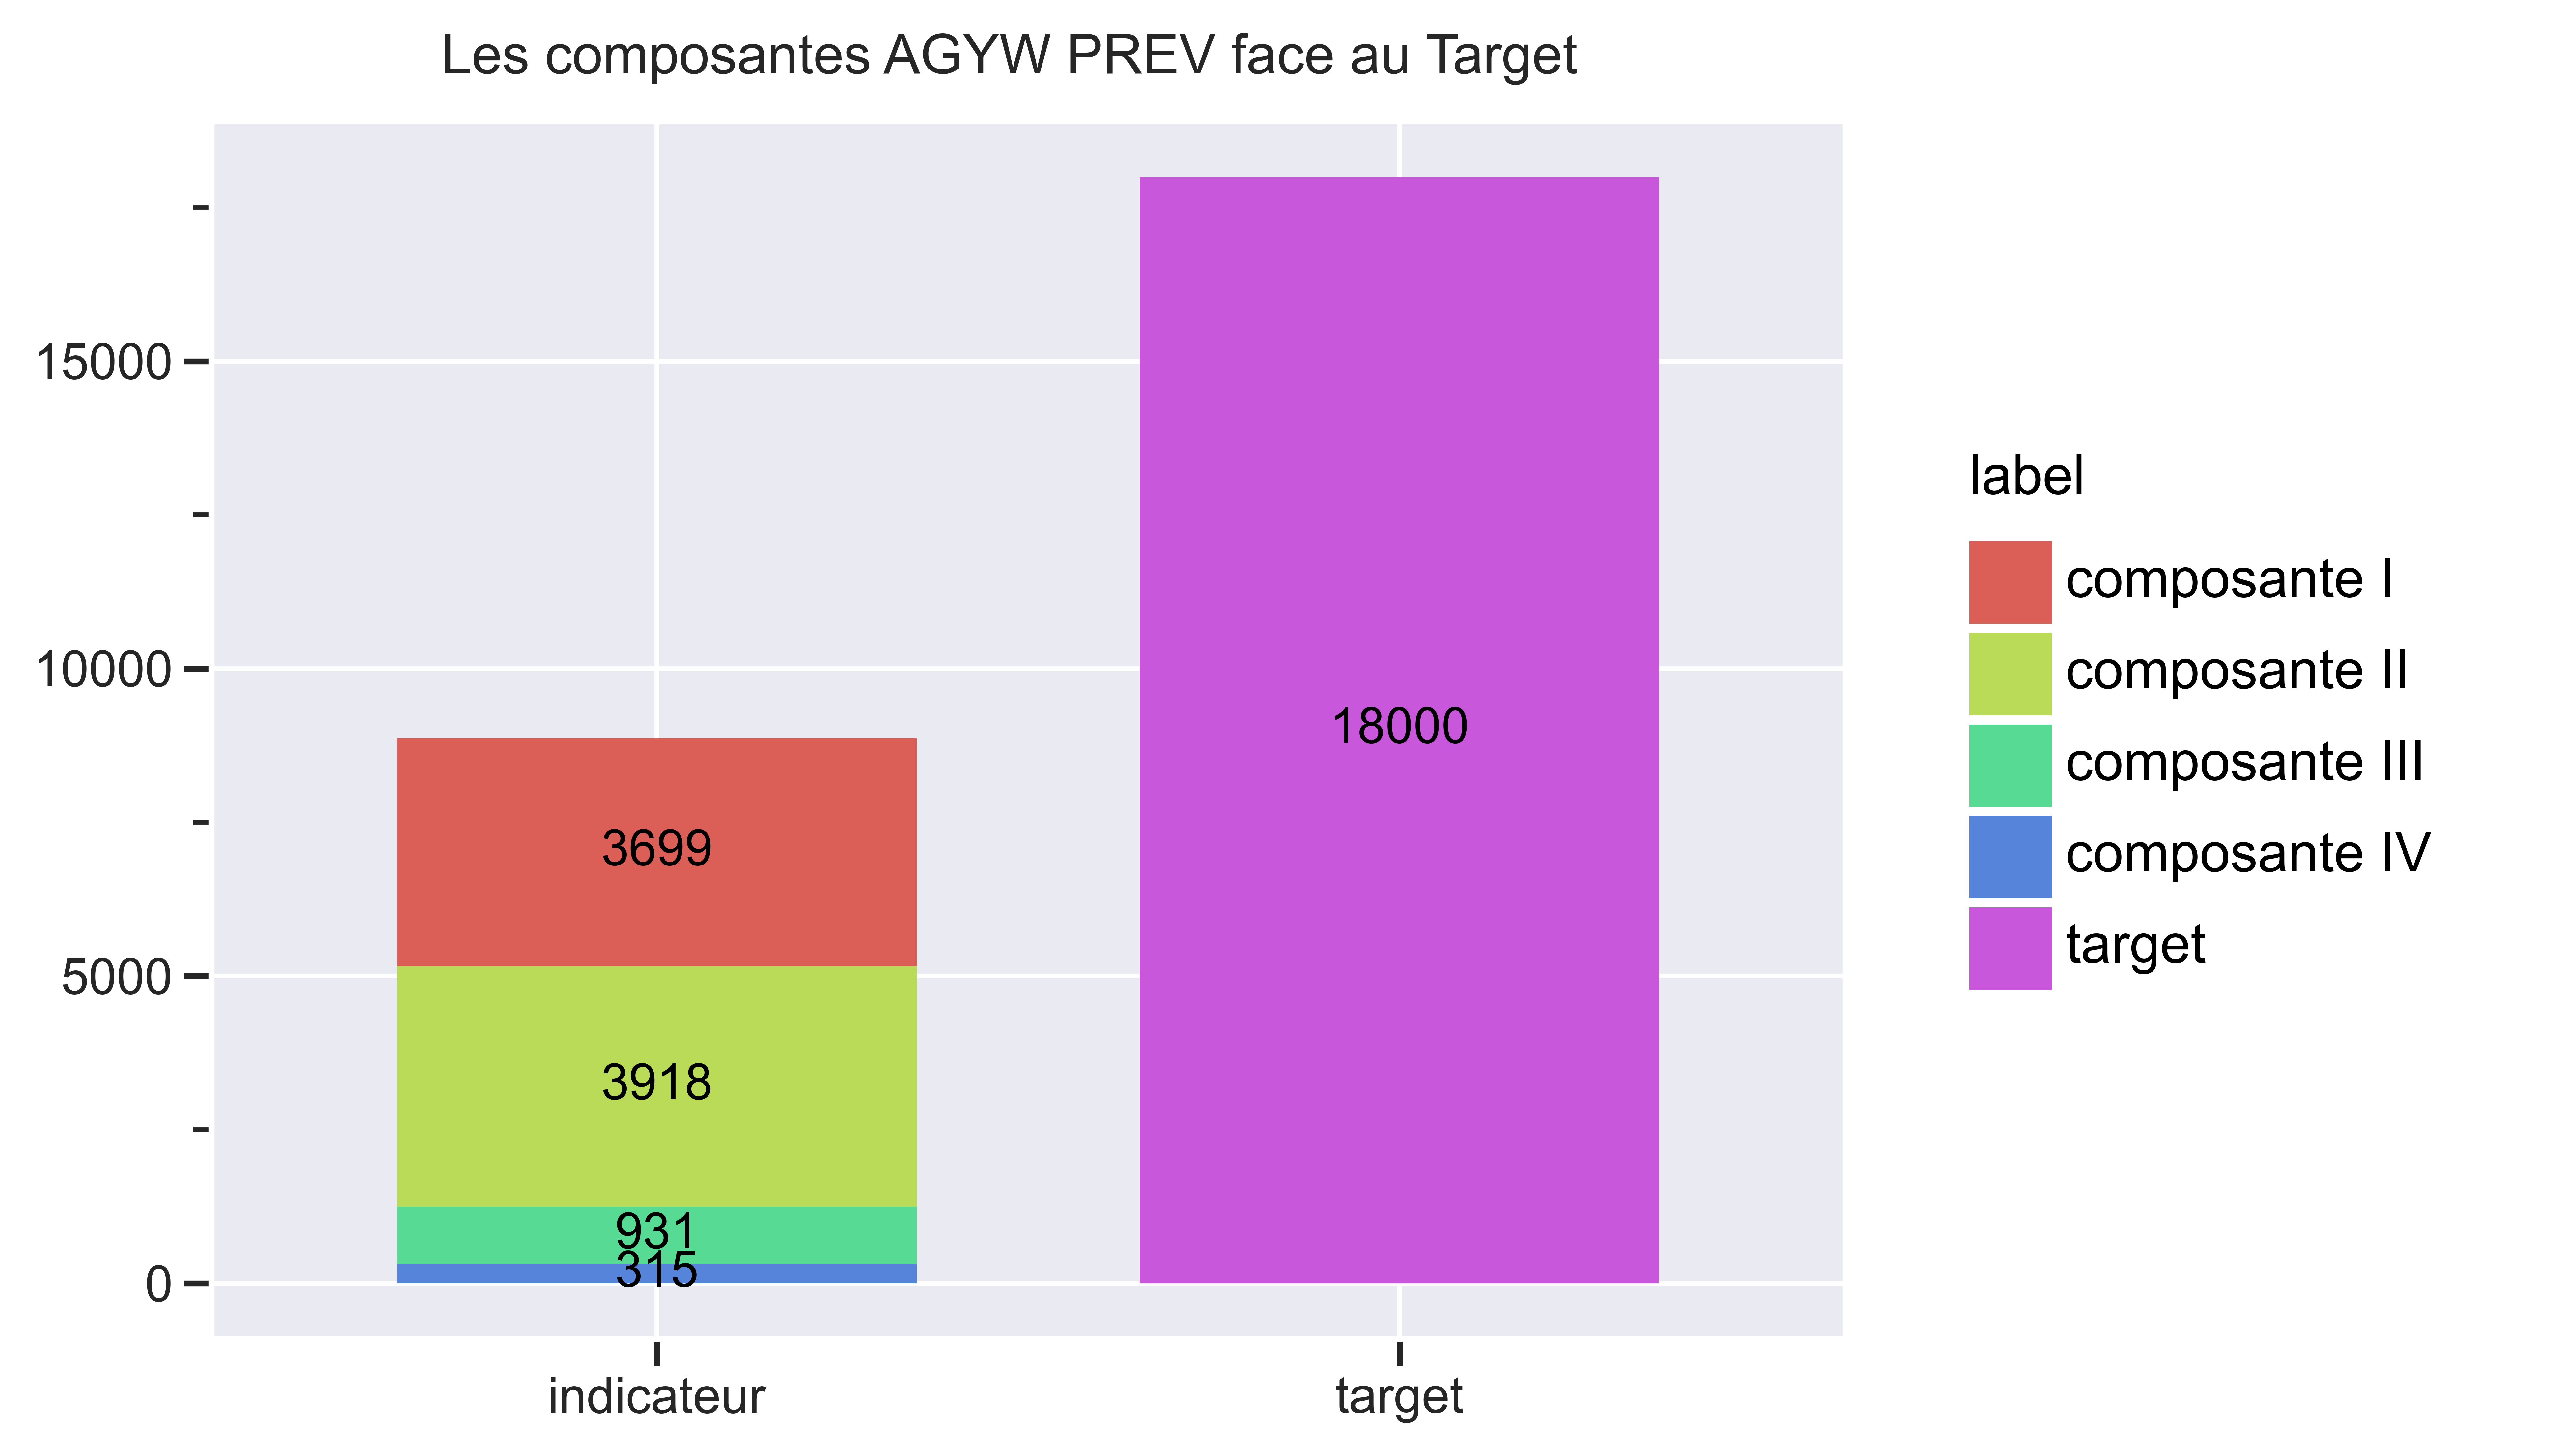 Les composantes AGYW PREV face au Target
15000
10000
5000
0
3699
3918
931
315
18000
indicateur
target
label
composante I
composante II
composante III
composante IV
target